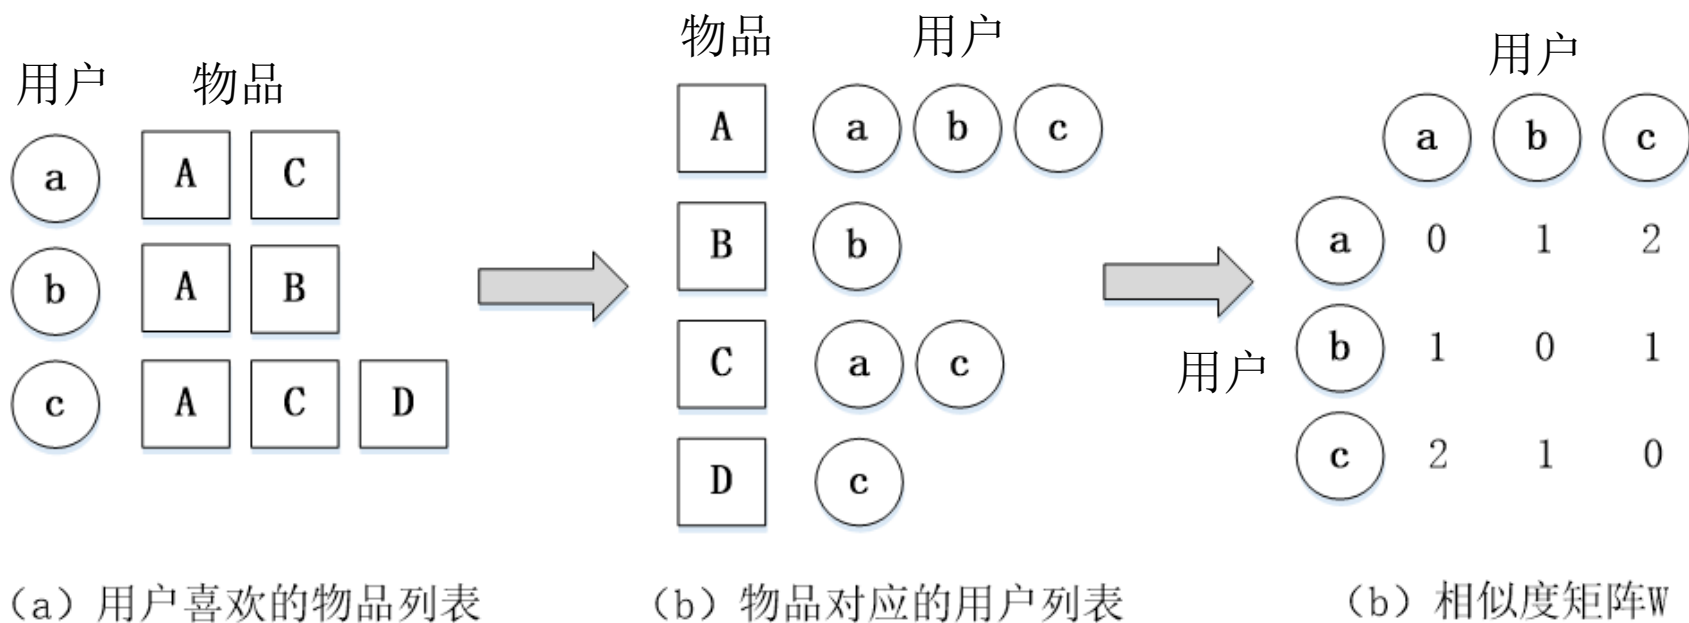 用户 物品
a A C
b A B
c A C D
(a) 用户喜欢的物品列表
物品 用户
A a b c
B b
C a c
D c
(b) 物品对应的用户列表
用户
a b c
用户
a 0 1 2
b 1 0 1
c 2 1 0
(b) 相似度矩阵W